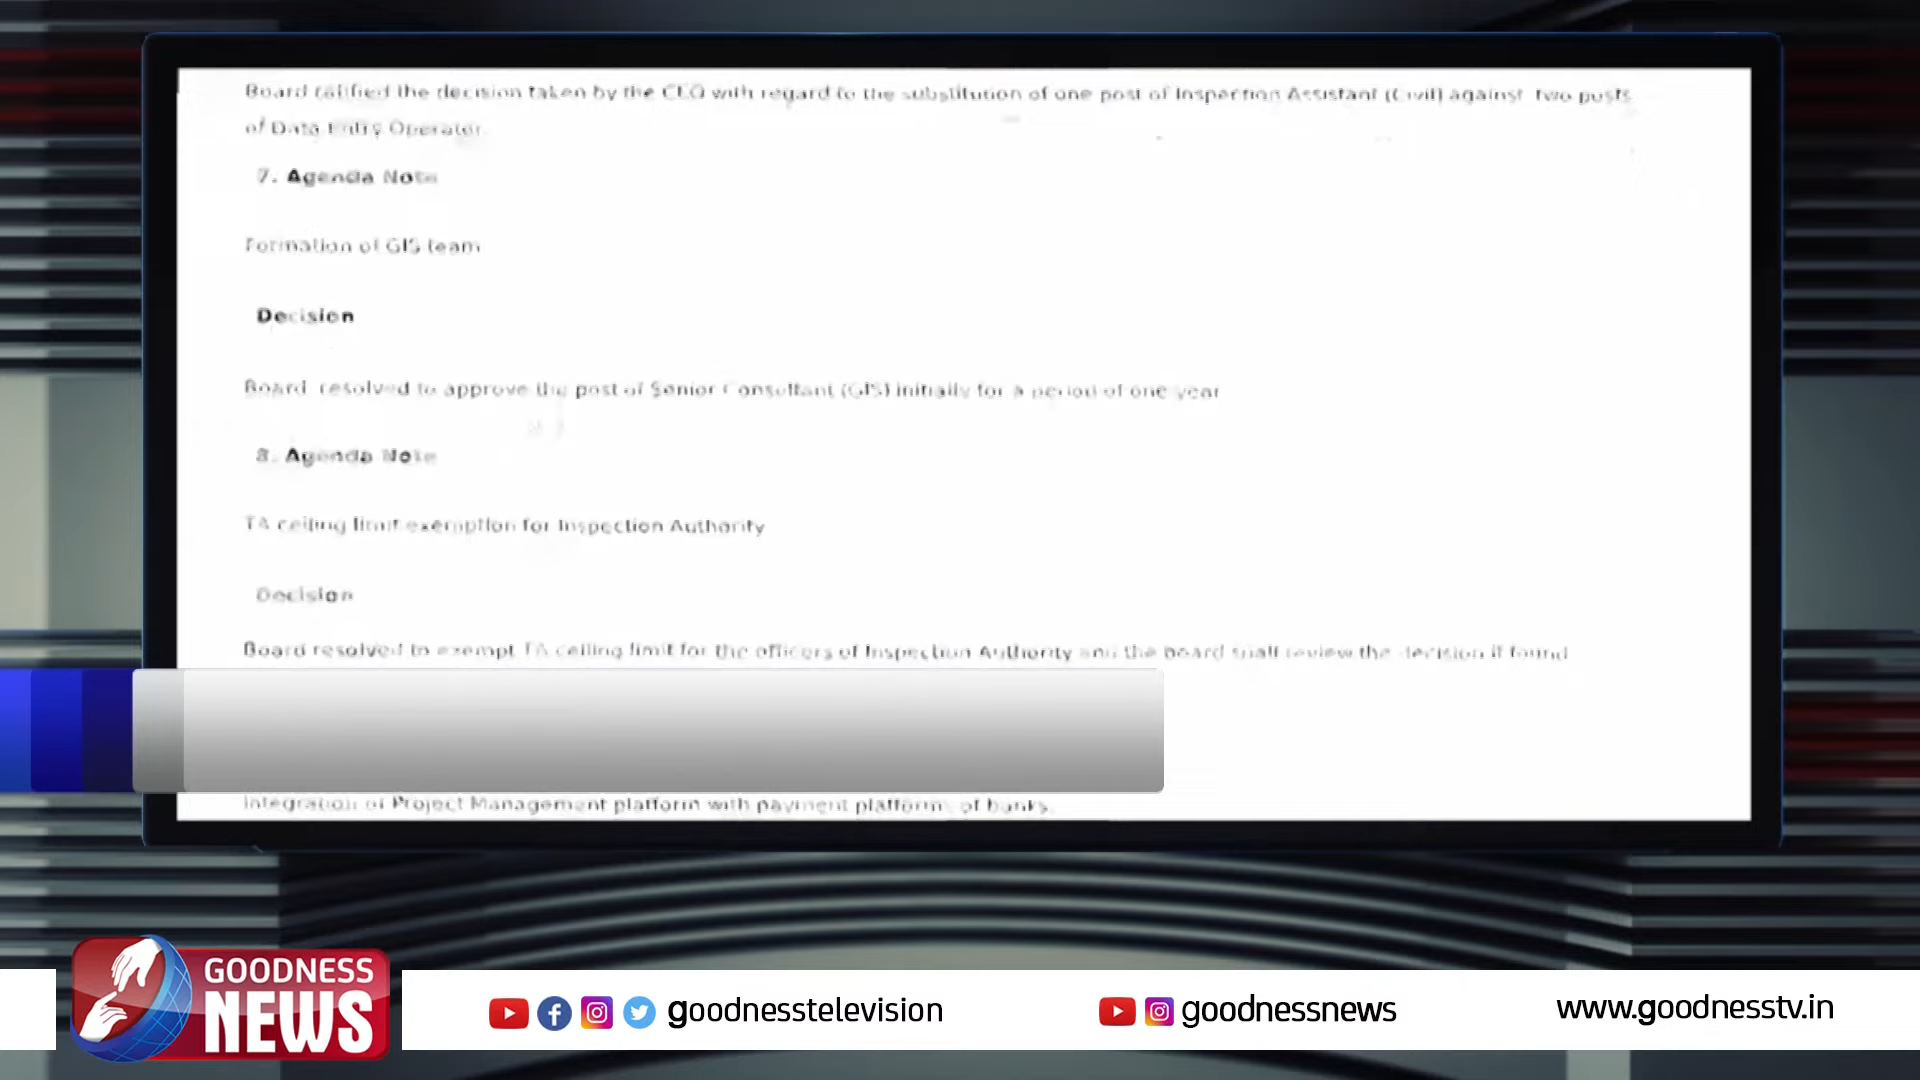 Board ratified the decision taken by the CEO with regard to the substitution of one post of Inspection Assistant (Civil) against two posts
of Data Entry Operator
7. Agenda Note
Formation of GIS team
Decision
Board resolved to approve the post of Senior Consultant (GIS) initially for a period of one year
8. Agenda Note
TA ceiling limit exemption for Inspection Authority
Decision
Board resolved to exempt TA ceiling limit for the officers of Inspection Authority and the board shall review the decision if found
Integration of Project Management platform with payment platforms of banks.
GOODNESS
NEWS
goodnesstelevision
goodnessnews
www.goodnesstv.in